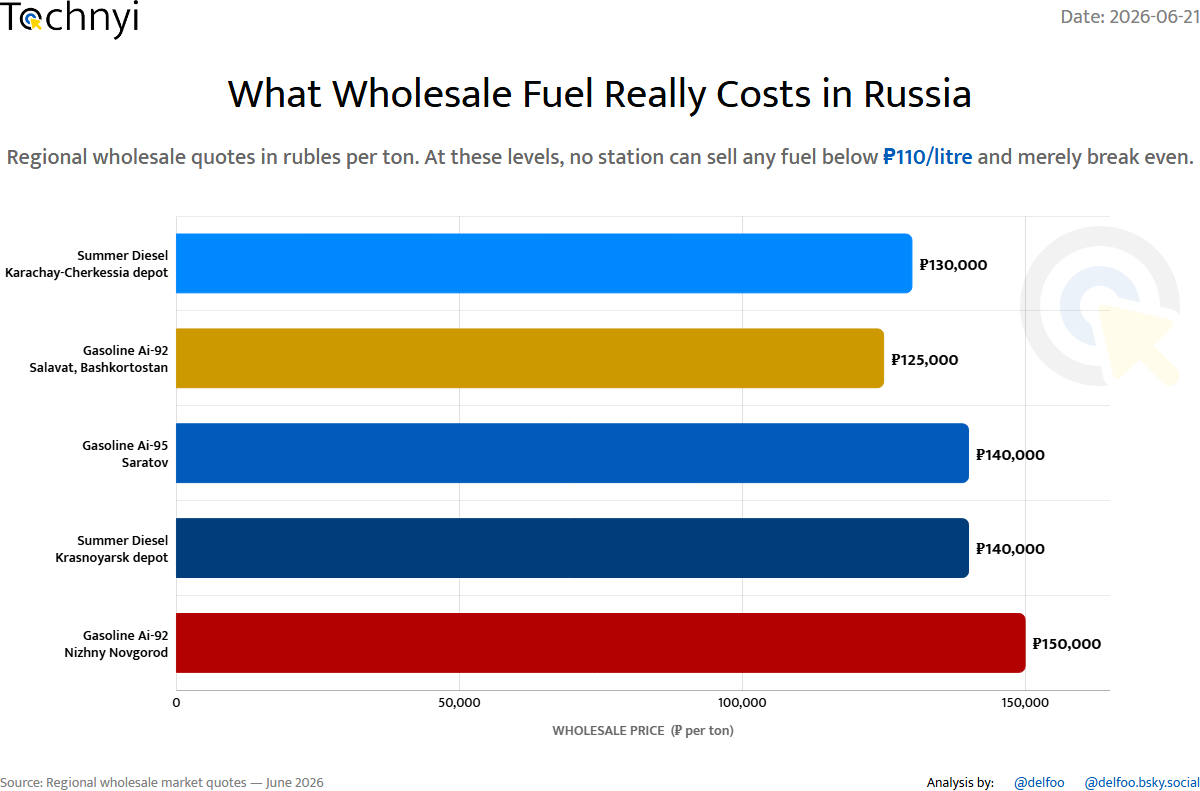 Tochnyi
Date: 2026-06-21
What Wholesale Fuel Really Costs in Russia
Regional wholesale quotes in rubles per ton. At these levels, no station can sell any fuel below ₽110/litre and merely break even.
Summer Diesel
Karachay-Cherkessia depot
₽130,000
Gasoline Ai-92
Salavat, Bashkortostan
₽125,000
Gasoline Ai-95
Saratov
₽140,000
Summer Diesel
Krasnoyarsk depot
₽140,000
Gasoline Ai-92
Nizhny Novgorod
₽150,000
0 50,000 100,000 150,000
WHOLESALE PRICE (₽ per ton)
Source: Regional wholesale market quotes — June 2026
Analysis by: @delfoo @delfoo.bsky.social